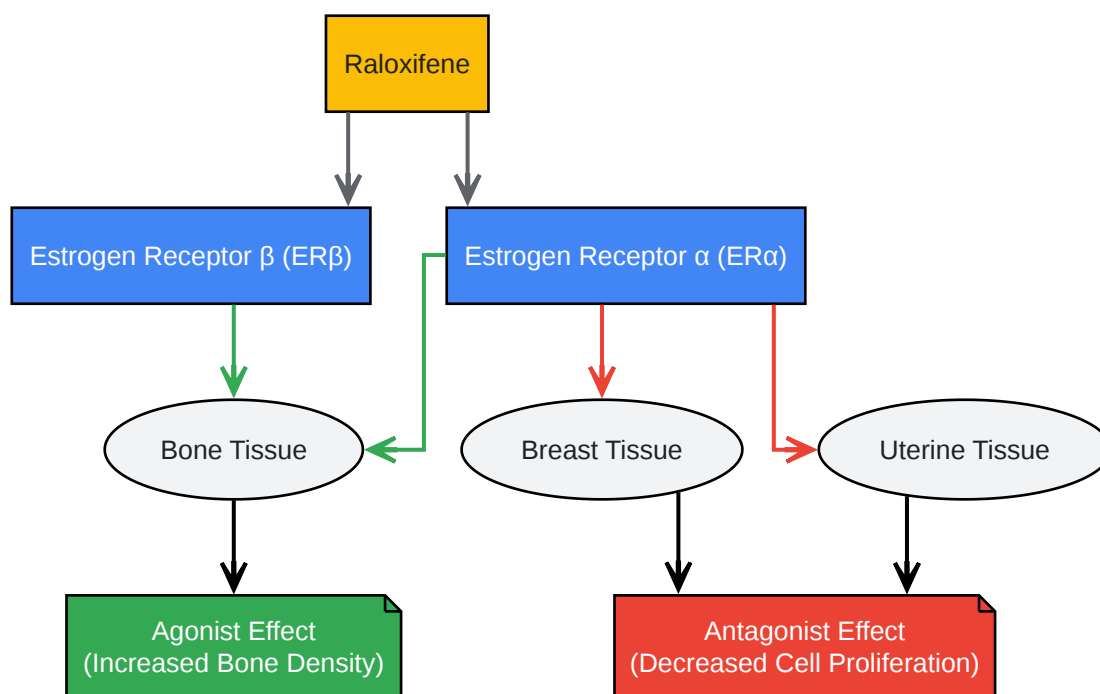 Raloxifene
Estrogen Receptor β (ERβ)
Estrogen Receptor α (ERα)
Bone Tissue
Breast Tissue
Uterine Tissue
Agonist Effect
(Increased Bone Density)
Antagonist Effect
(Decreased Cell Proliferation)